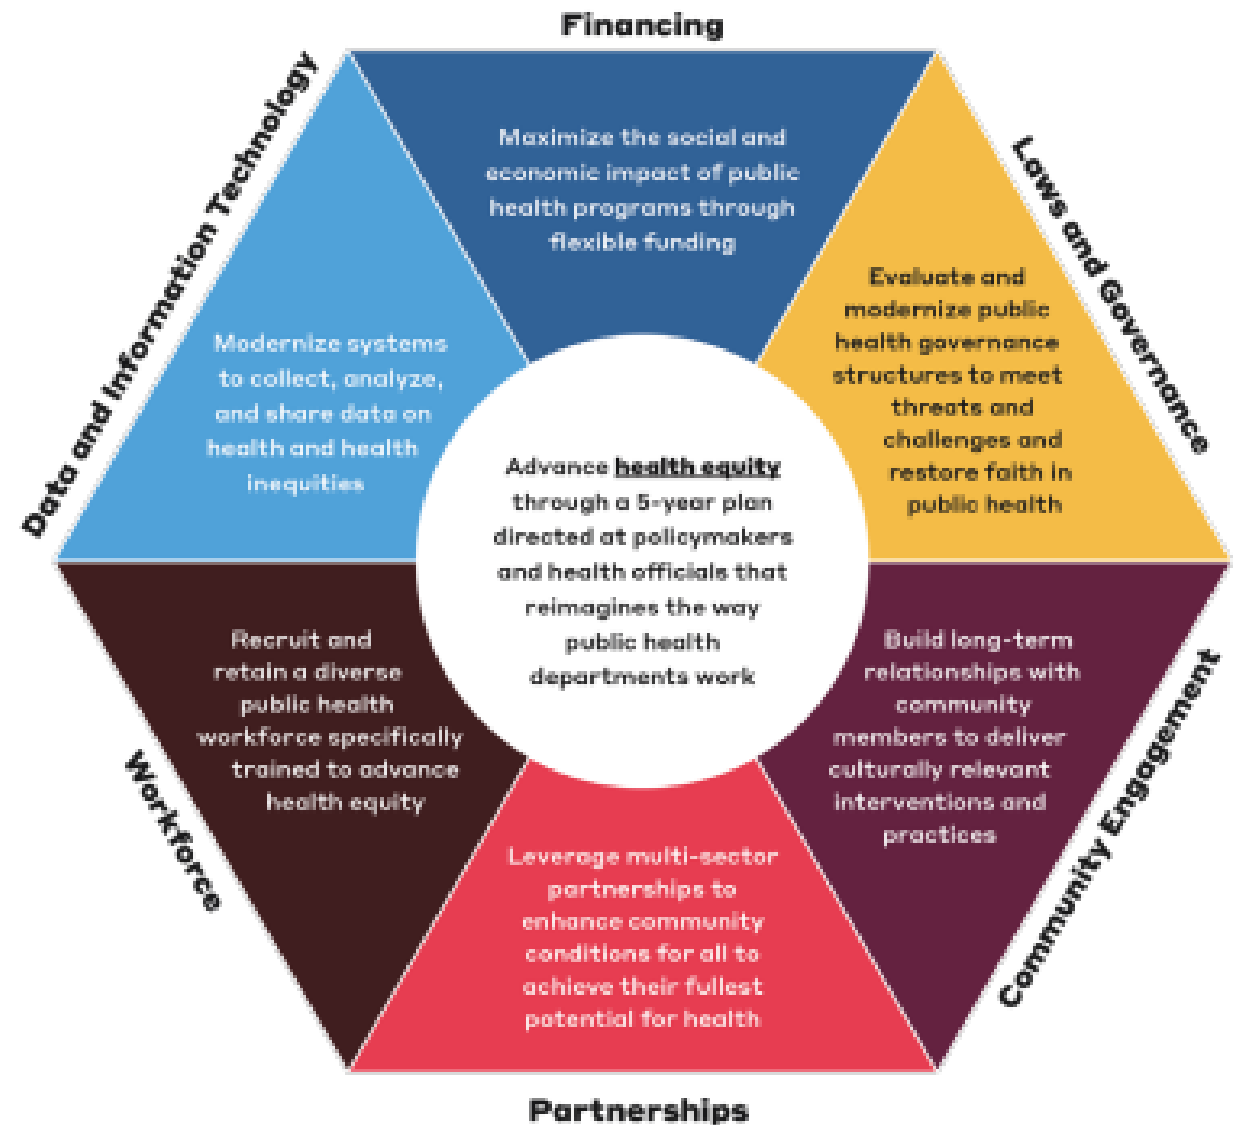 Financing
Maximize the social and
economic impact of public
health programs through
flexible funding
Laws and Governance
Evaluate and
modernize public
health governance
structures to meet
threats and
challenges and
restore faith in
public health
Community Engagement
Build long-term
relationships with
community
members to deliver
culturally relevant
interventions and
practices
Partnerships
Leverage multi-sector
partnerships to
enhance community
conditions for all to
achieve their fullest
potential for health
Workforce
Recruit and
retain a diverse
public health
workforce specifically
trained to advance
health equity
Data and Information Technology
Modernize systems
to collect, analyze,
and share data on
health and health
inequities
Advance health equity
through a 5-year plan
directed at policymakers
and health officials that
reimagines the way
public health
departments work